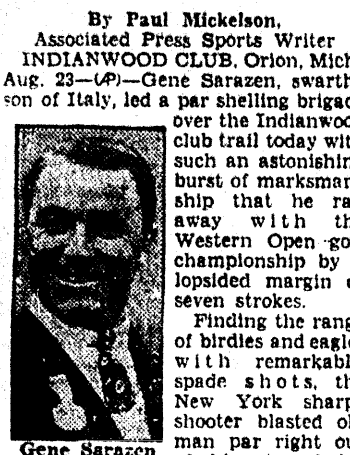 By Paul Mickelson,
Associated Press Sports Writer
INDIANWOOD CLUB, Orion, Mich
Aug. 23—(AP)—Gene Sarazen, swarth
son of Italy, led a par shelling brigad
over the Indianwoo
club trail today wit
such an astonishin
burst of marksman
ship that he ra
away with th
Western Open go
championship by
lopsided margin o
seven strokes.
Finding the rang
of birdies and eagle
with remarkabl
spade shots, th
New York sharp
shooter blasted ol
man par right ou
Gene Sarazen